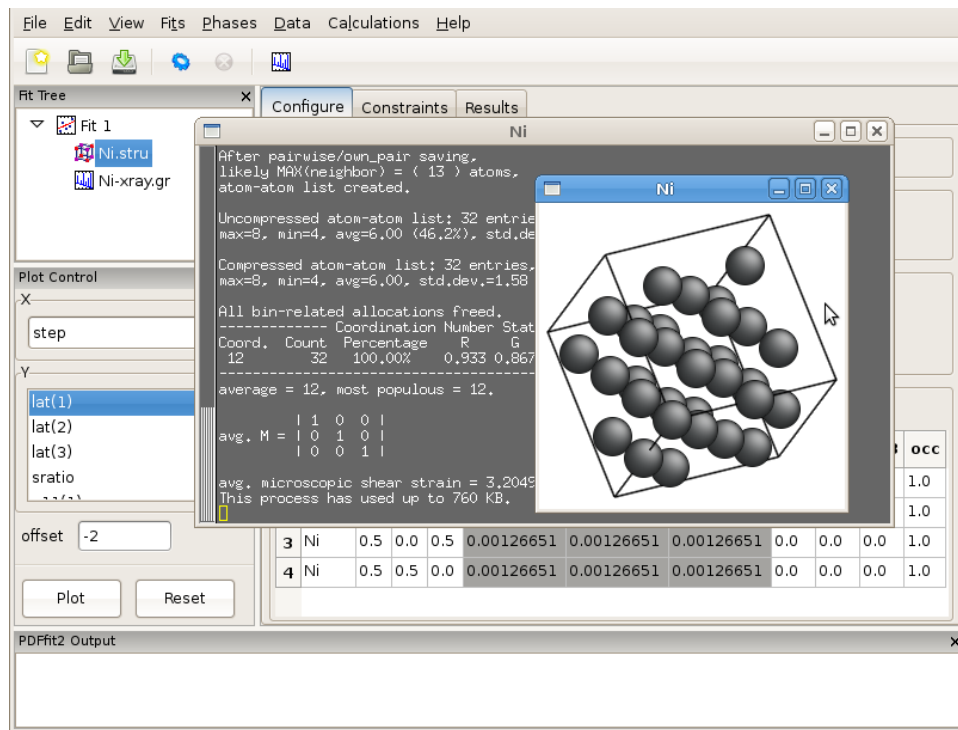 File Edit View Fits Phases Data Calculations Help
Fit Tree x
Configure Constraints Results
Fit 1
Ni.stru
Ni-xray.gr
Ni
After pairwise/own_pair saving,
likely MAX(neighbor) = ( 13 ) atoms,
atom-atom list created.
Uncompressed atom-atom list: 32 entries
max=8, min=4, avg=6.00 (46.2%), std.de
Compressed atom-atom list: 32 entries,
max=8, min=4, avg=6.00, std.dev.=1.58
All bin-related allocations freed.
------------- Coordination Number Stat
Coord. Count Percentage R G
12 32 100.00% 0.933 0.867
average = 12, most populous = 12.
| 1 0 0 |
avg. M = | 0 1 0 |
| 0 0 1 |
avg. microscopic shear strain = 3.2049
This process has used up to 760 KB.
Ni
Plot Control
X
step
Y
lat(1)
lat(2)
lat(3)
sratio
offset -2
Plot Reset
occ
1.0
1.0
3 Ni 0.5 0.0 0.5 0.00126651 0.00126651 0.00126651 0.0 0.0 0.0 1.0
4 Ni 0.5 0.5 0.0 0.00126651 0.00126651 0.00126651 0.0 0.0 0.0 1.0
PDFfit2 Output x